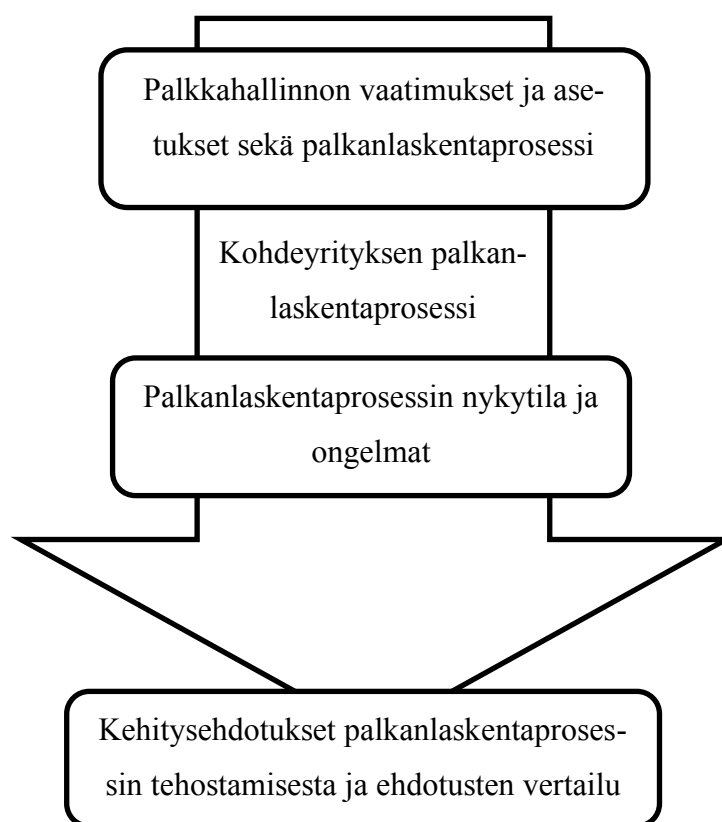 Palkkahallinnon vaatimukset ja ase-
tukset sekä palkanlaskentaprosessi
Kohdeyrityksen palkan-
laskentaprosessi
Palkanlaskentaprosessin nykytila ja
ongelmat
Kehitysehdotukset palkanlaskentaproses-
sin tehostamisesta ja ehdotusten vertailu